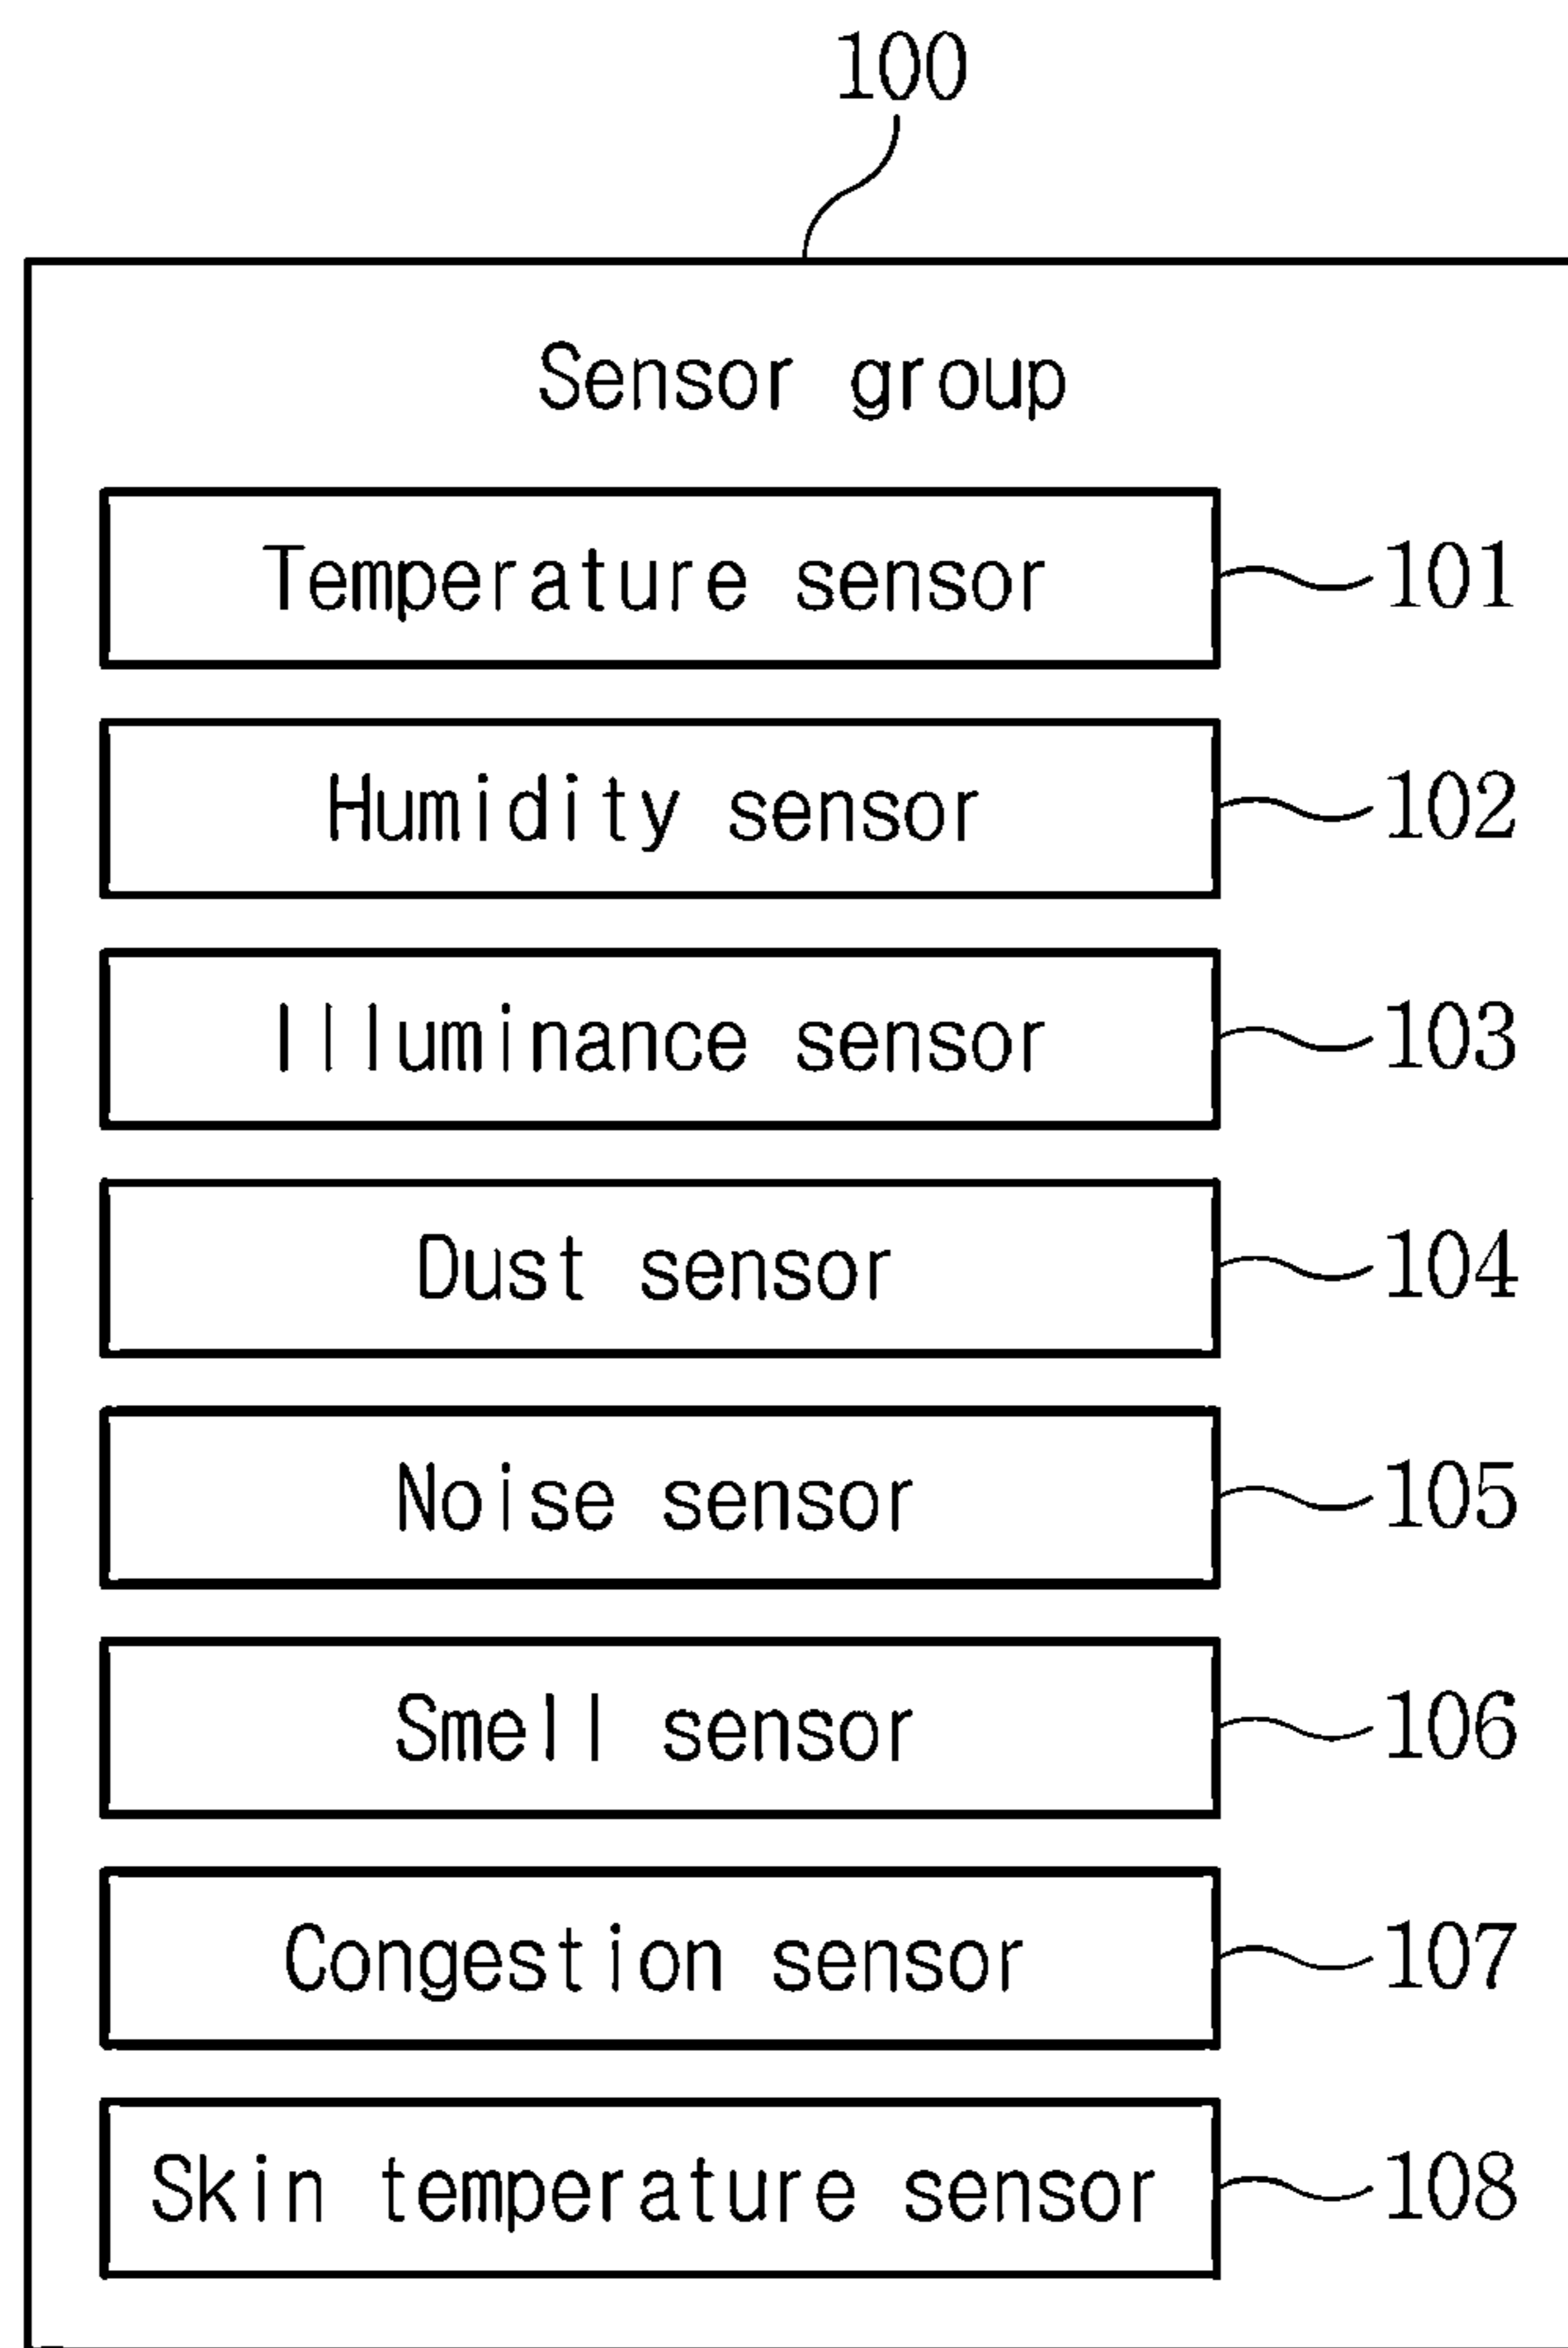 100
Sensor group
Temperature sensor 101
Humidity sensor 102
Illuminance sensor 103
Dust sensor 104
Noise sensor 105
Smell sensor 106
Congestion sensor 107
Skin temperature sensor 108